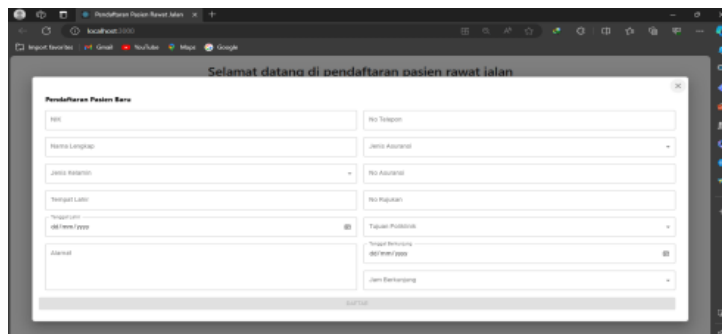 Pendaftaran Pasien Rawat Jalan
localhost:3000
Import favorites
Gmail
YouTube
Maps
Google
Selamat datang di pendaftaran pasien rawat jalan
Pendaftaran Pasien Baru
NIK
Nama Lengkap
Jenis Kelamin
Tempat Lahir
Tanggal Lahir
dd/mm/yyyy
Alamat
No Telepon
Jenis Asuransi
No Asuransi
No Rujukan
Tujuan Poliklinik
Tanggal Berkunjung
dd/mm/yyyy
Jam Berkunjung
DAFTAR